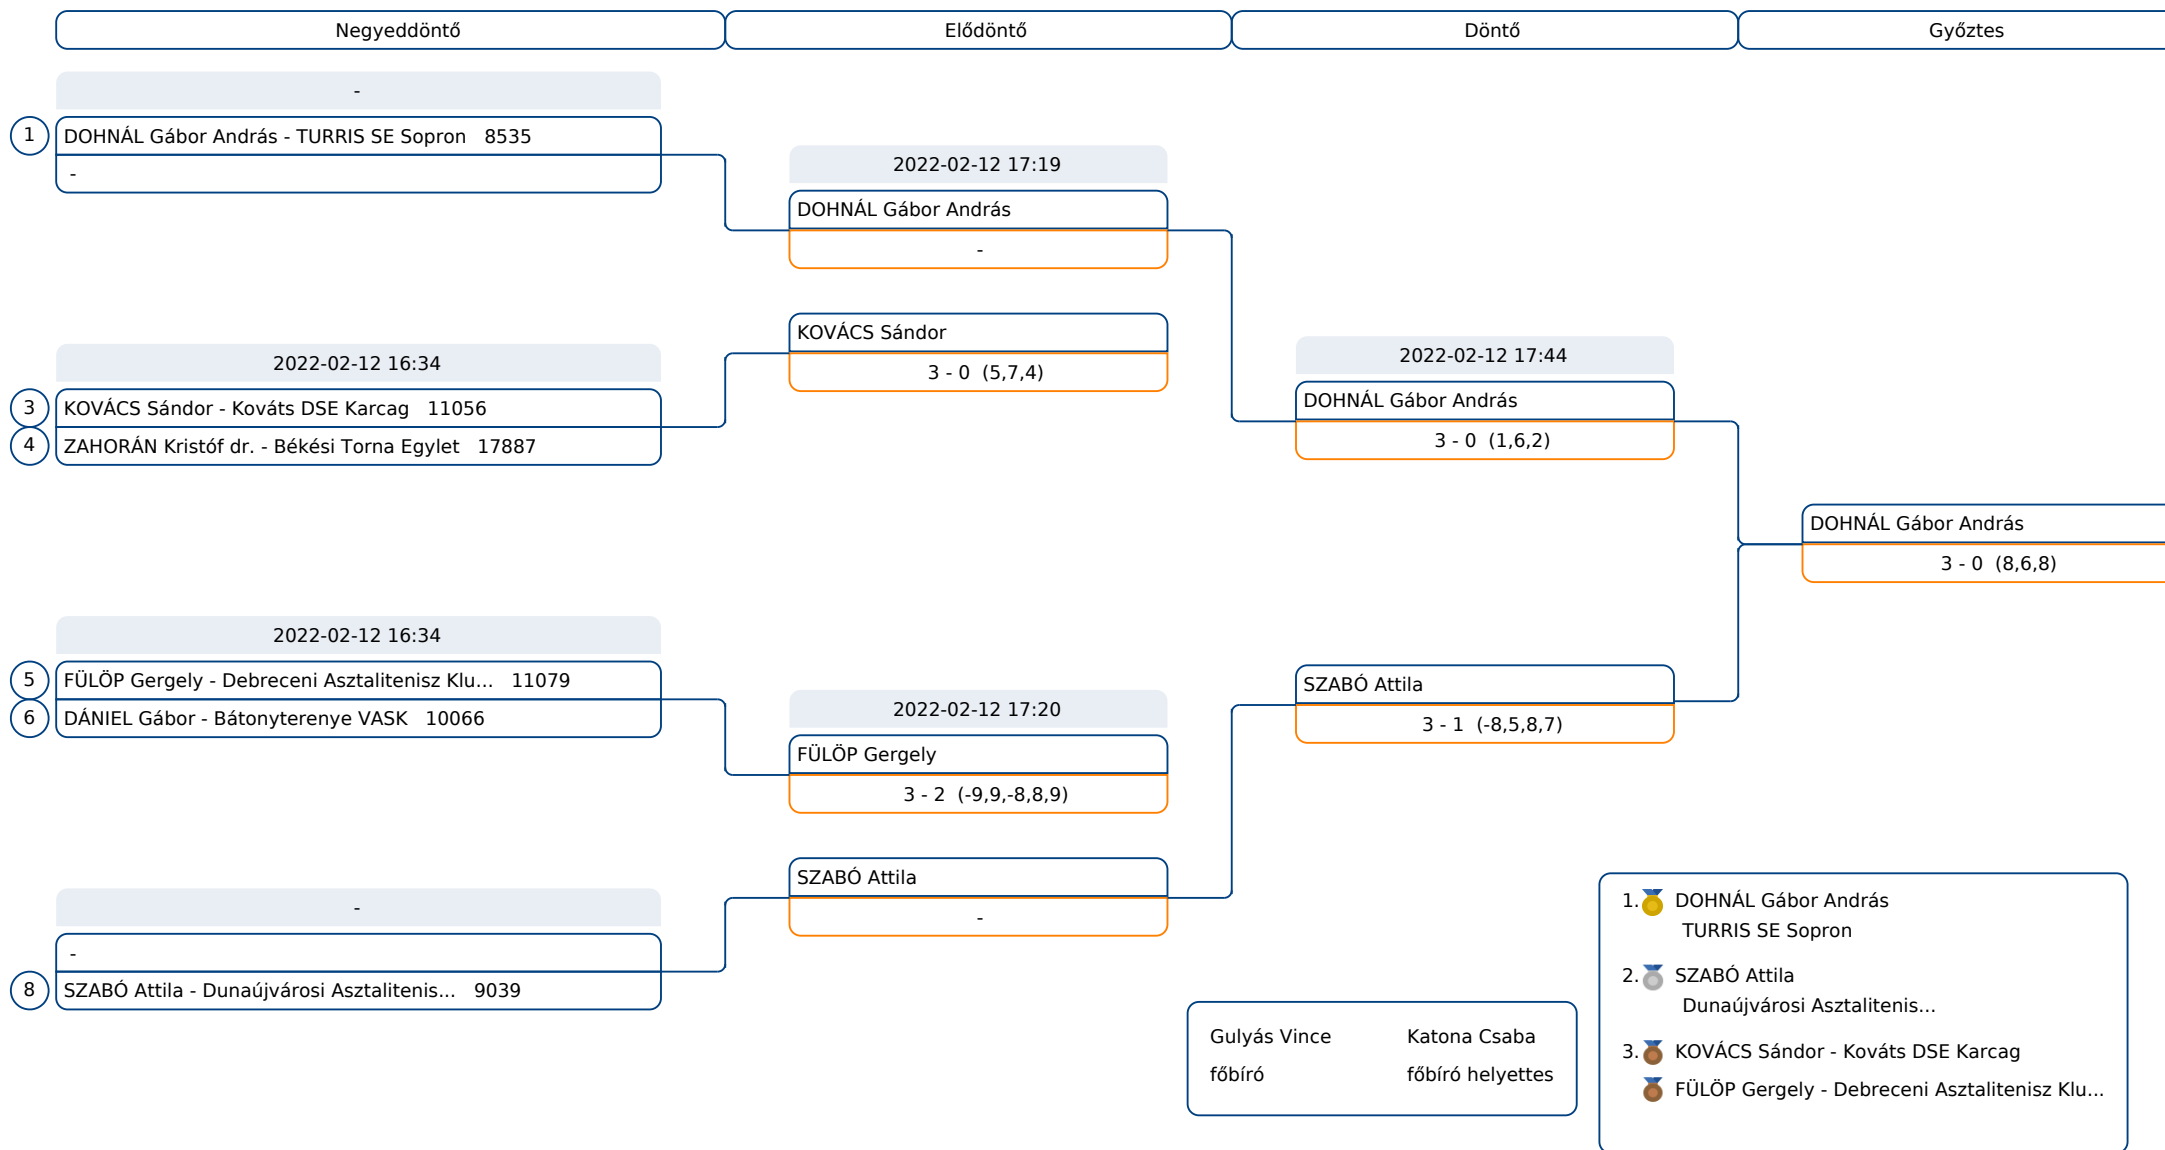 Negyeddöntő
Elődöntő
Döntő
Győztes
-
1
DOHNÁL Gábor András - TURRIS SE Sopron 8535
-
2022-02-12 17:19
DOHNÁL Gábor András
-
KOVÁCS Sándor
3 - 0 (5,7,4)
2022-02-12 16:34
3
KOVÁCS Sándor - Kováts DSE Karcag 11056
4
ZAHORÁN Kristóf dr. - Békési Torna Egylet 17887
2022-02-12 17:44
DOHNÁL Gábor András
3 - 0 (1,6,2)
DOHNÁL Gábor András
3 - 0 (8,6,8)
2022-02-12 16:34
5
FÜLÖP Gergely - Debreceni Asztalitenisz Klu... 11079
6
DÁNIEL Gábor - Bátonyterenye VASK 10066
2022-02-12 17:20
FÜLÖP Gergely
3 - 2 (-9,9,-8,8,9)
SZABÓ Attila
3 - 1 (-8,5,8,7)
SZABÓ Attila
-
-
-
8
SZABÓ Attila - Dunaújvárosi Asztalitenis... 9039
Gulyás Vince
Katona Csaba
főbíró
főbíró helyettes
1. DOHNÁL Gábor András
TURRIS SE Sopron
2. SZABÓ Attila
Dunaújvárosi Asztalitenis...
3. KOVÁCS Sándor - Kováts DSE Karcag
FÜLÖP Gergely - Debreceni Asztalitenisz Klu...